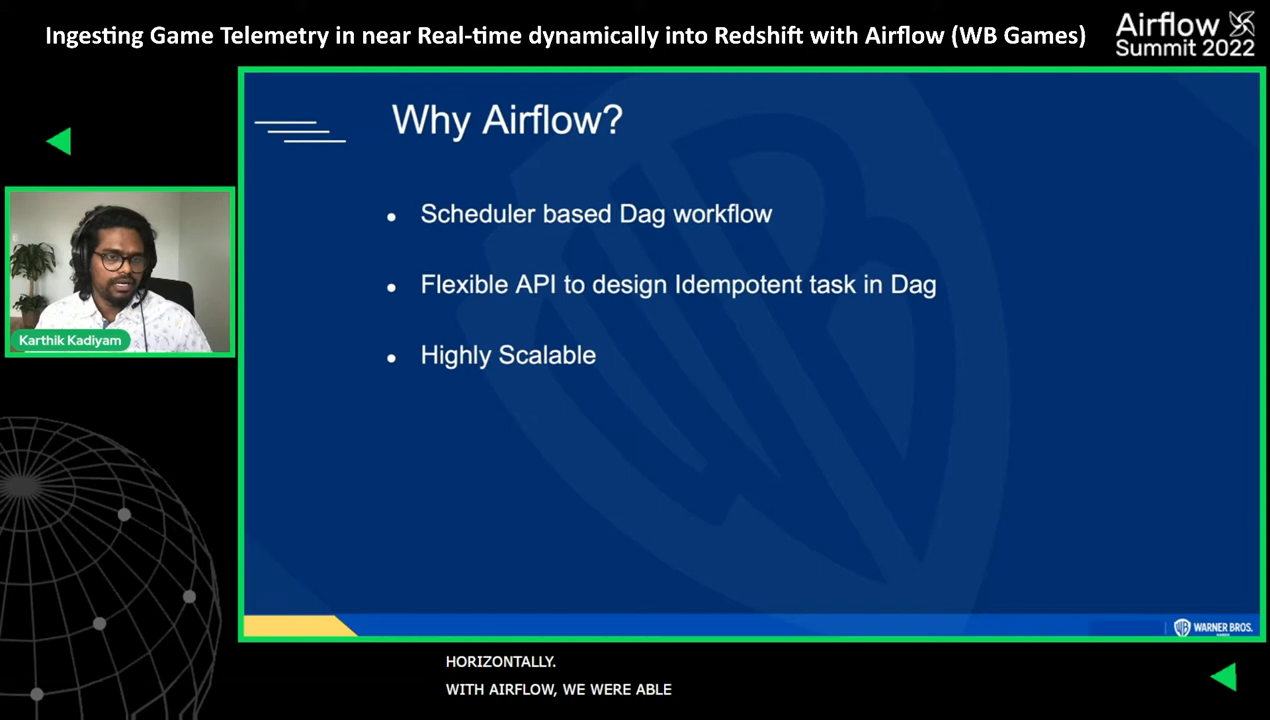 Ingesting Game Telemetry in near Real-time dynamically into Redshift with Airflow (WB Games)
Airflow
Summit 2022
Why Airflow?
• Scheduler based Dag workflow
• Flexible API to design Idempotent task in Dag
• Highly Scalable
Karthik Kadiyam
WB WARNER BROS.
GAMES
HORIZONTALLY.
WITH AIRFLOW, WE WERE ABLE